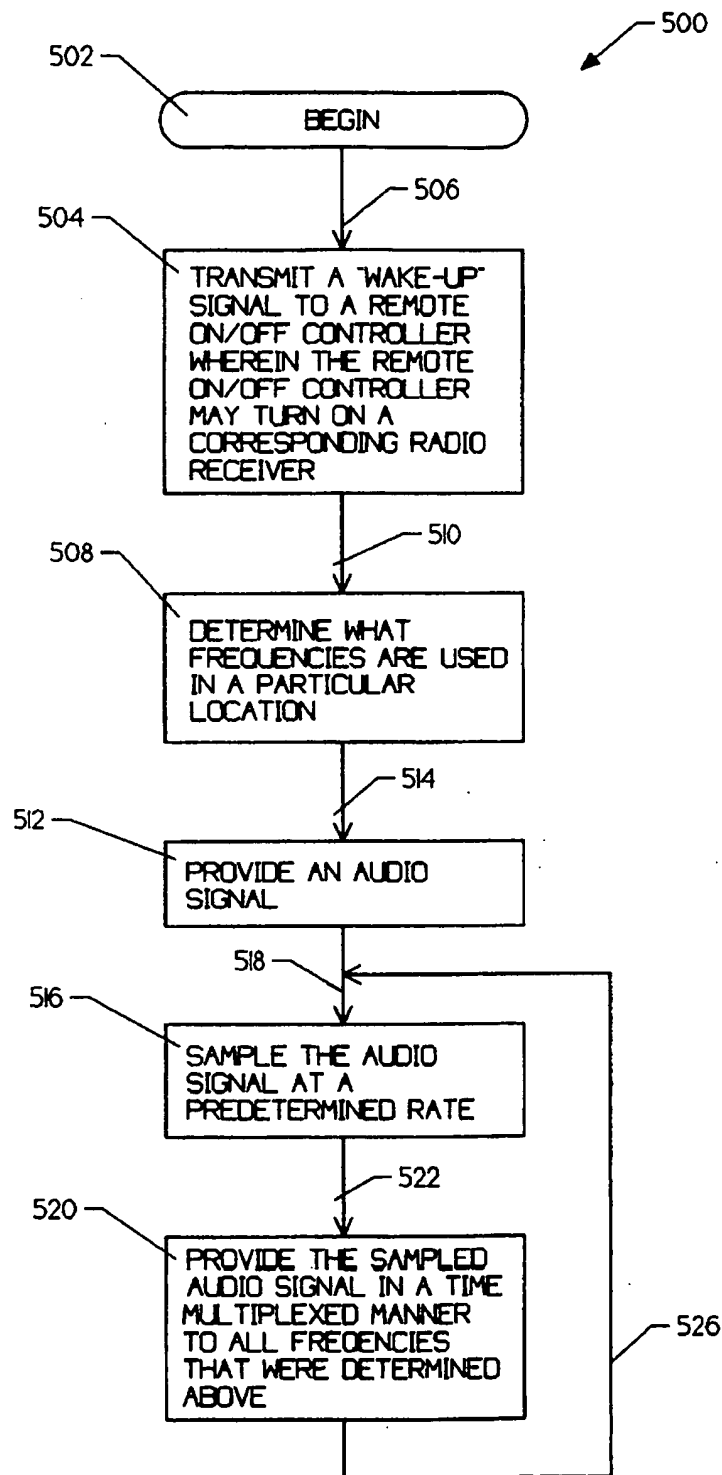 500
502
BEGIN
506
504
TRANSMIT A "WAKE-UP"
SIGNAL TO A REMOTE
ON/OFF CONTROLLER
WHEREIN THE REMOTE
ON/OFF CONTROLLER
MAY TURN ON A
CORRESPONDING RADIO
RECEIVER
510
508
DETERMINE WHAT
FREQUENCIES ARE USED
IN A PARTICULAR
LOCATION
514
512
PROVIDE AN AUDIO
SIGNAL
518
516
SAMPLE THE AUDIO
SIGNAL AT A
PREDETERMINED RATE
522
520
PROVIDE THE SAMPLED
AUDIO SIGNAL IN A TIME
MULTIPLEXED MANNER
TO ALL FREQENCIES
THAT WERE DETERMINED
ABOVE
526